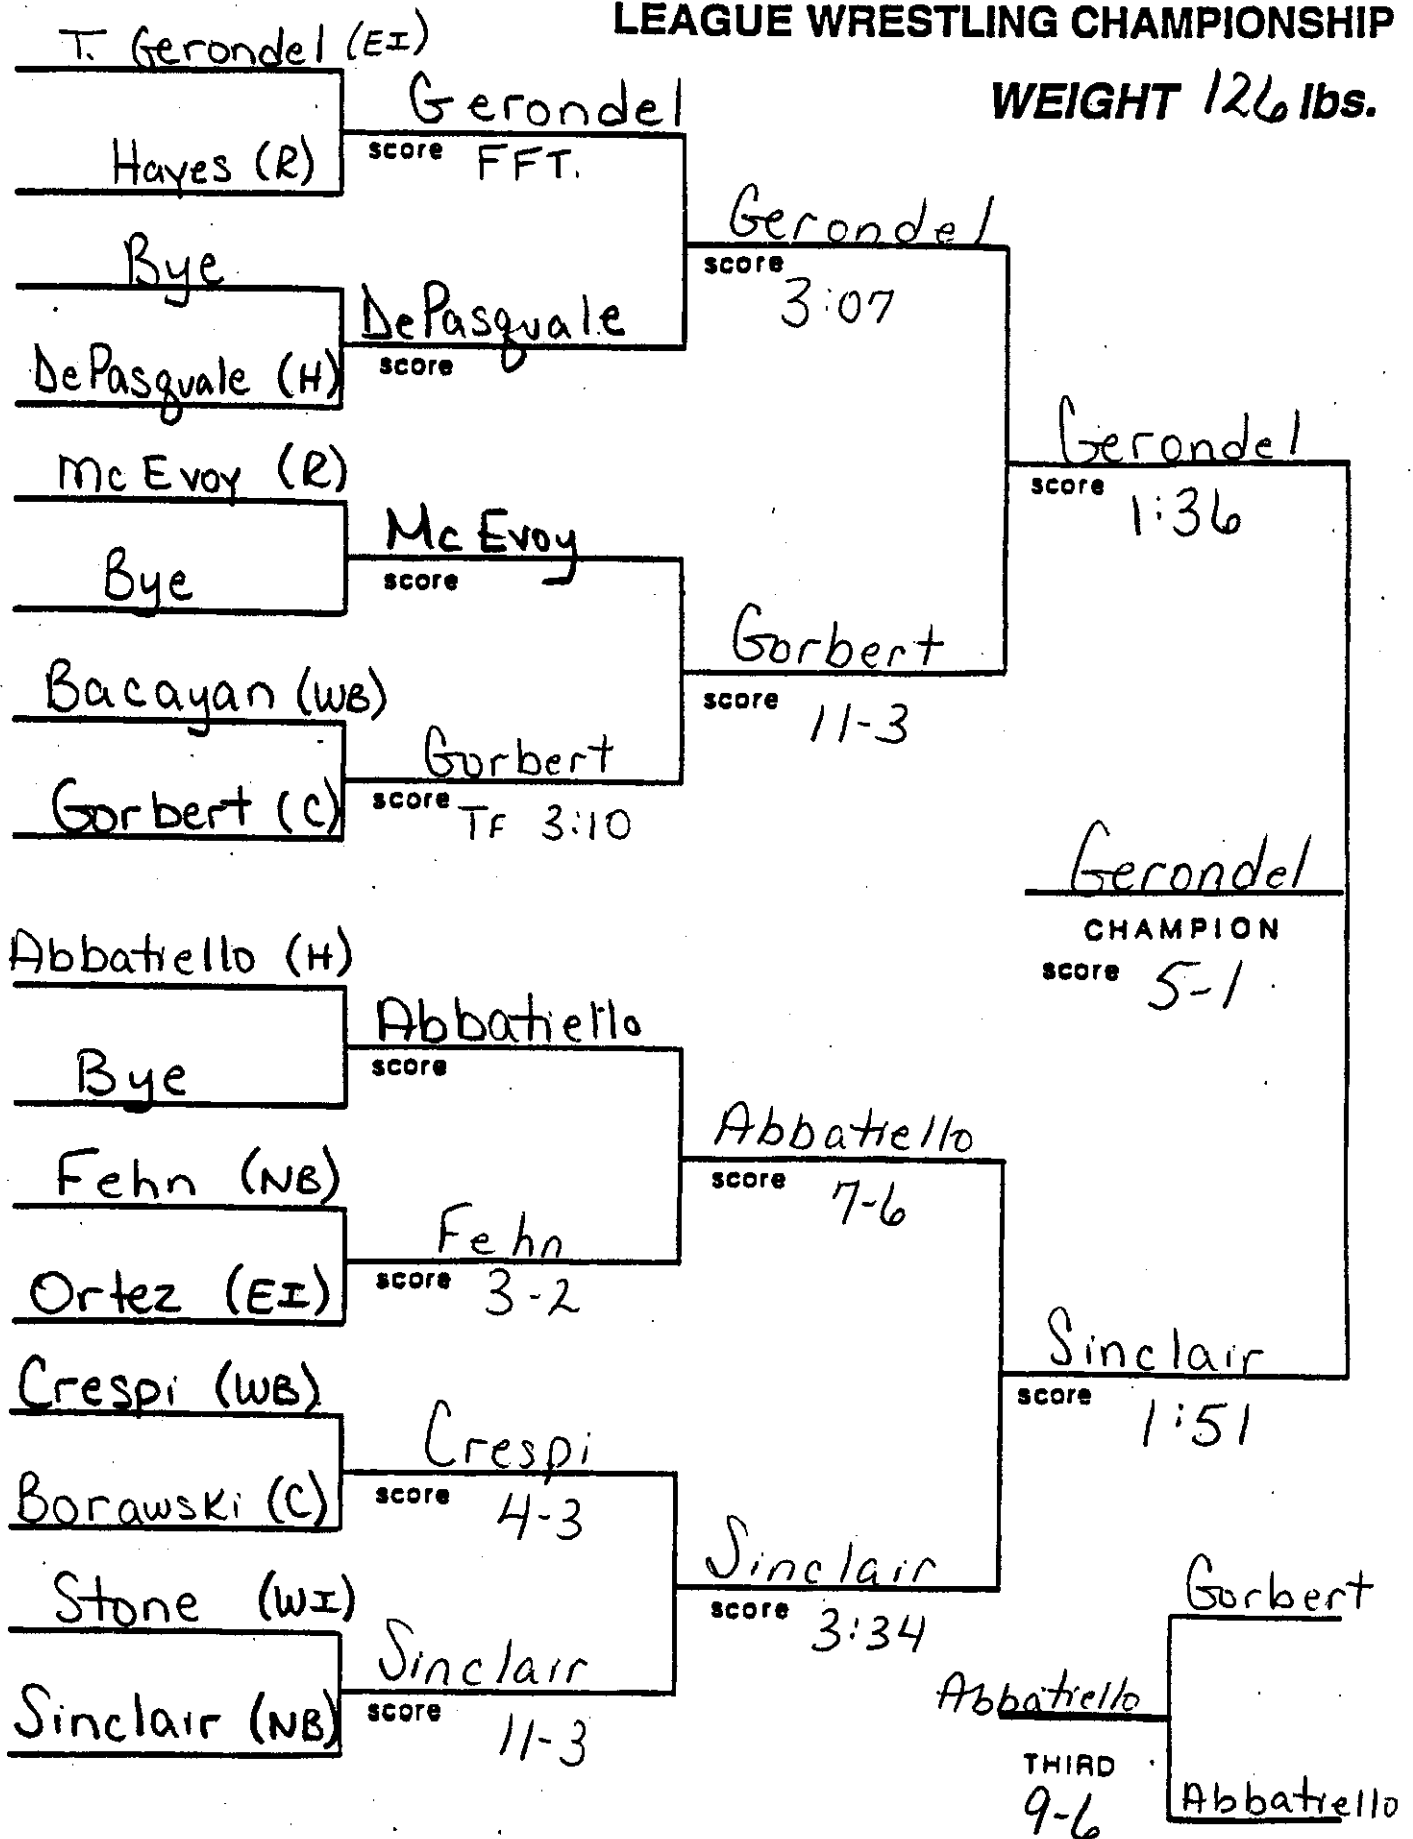 LEAGUE WRESTLING CHAMPIONSHIP
WEIGHT 126 lbs.
T. Gerondel (EI)
Hayes (R)
Bye
DePasquale (H)
McEvoy (R)
Bye
Bacayan (WB)
Gorbert (C)
Abbatiello (H)
Bye
Fehn (NB)
Ortez (EI)
Crespi (WB)
Borawski (C)
Stone (WI)
Sinclair (NB)
Gerondel
score FFT.
DePasquale
score
McEvoy
score
Gorbert
score TF 3:10
Abbatiello
score
Fehn
score 3-2
Crespi
score 4-3
Sinclair
score 11-3
Gerondel
score 3:07
Gorbert
score 11-3
Abbatiello
score 7-6
Sinclair
score 3:34
Gerondel
score 1:36
Sinclair
score 1:51
Gerondel
CHAMPION
score 5-1
Gorbert
Abbatiello
THIRD
9-6
Abbatiello